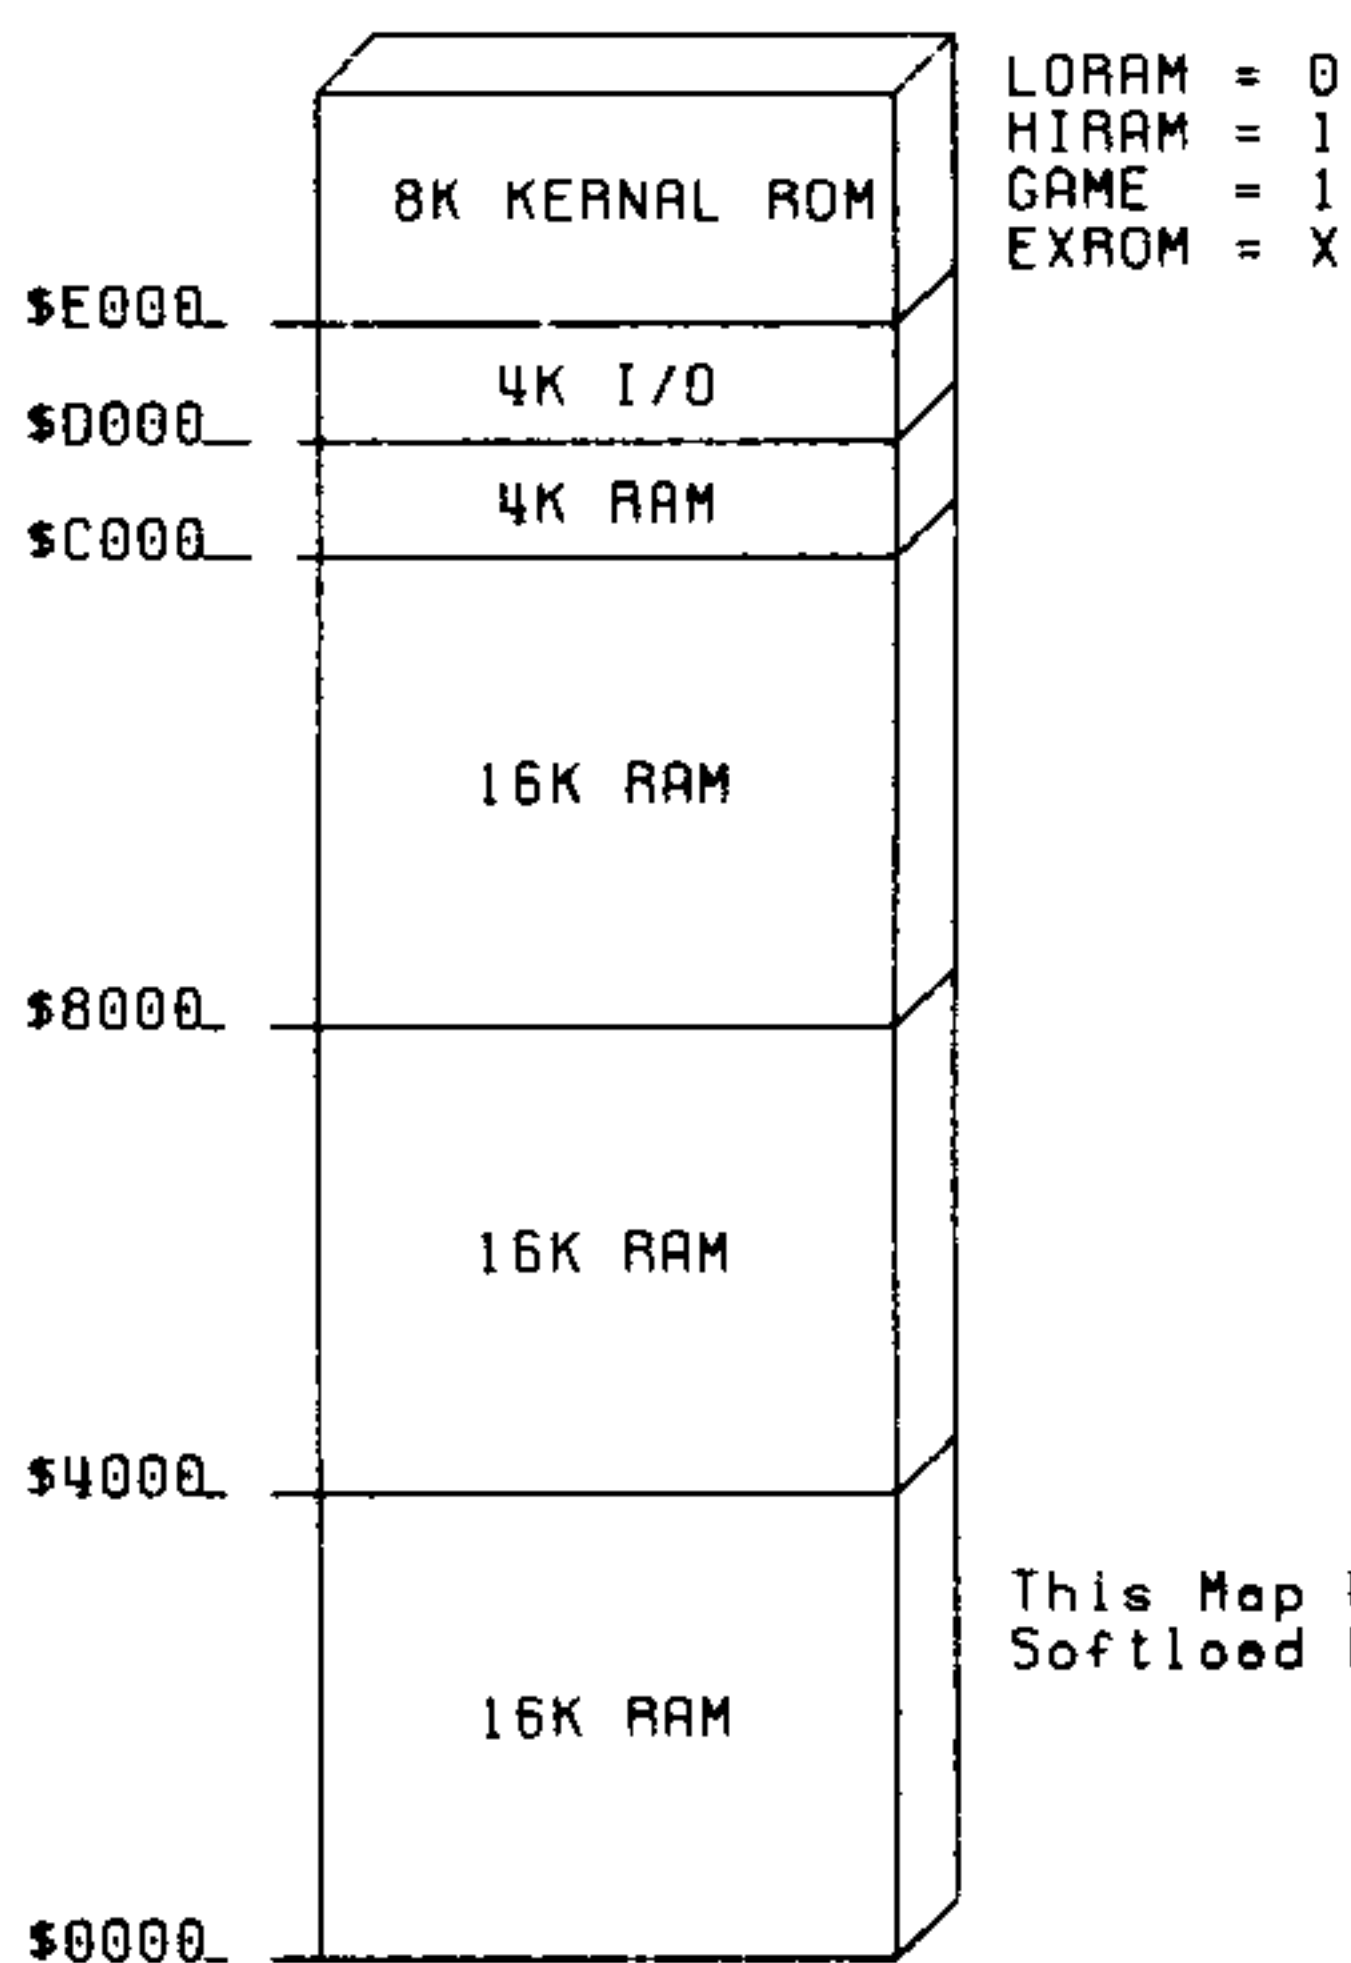 LORAM = 0
HIRAM = 1
GAME = 1
EXROM = X
8K KERNAL ROM
$E000
4K I/O
$D000
4K RAM
$C000
16K RAM
$8000
16K RAM
$4000
This Map
Softload
16K RAM
$0000